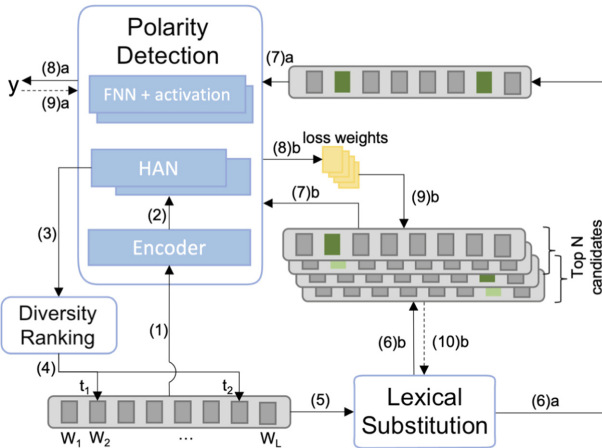 Polarity
Detection
(7)a
(8)a
y
(9)a
FNN + activation
loss weights
(8)b
HAN
(7)b
(9)b
(2)
(3)
Encoder
Top N
candidates
Diversity
Ranking
(1)
(6)b
(10)b
(4)
t1
t2
(5)
Lexical
Substitution
(6)a
W1 W2 ... WL